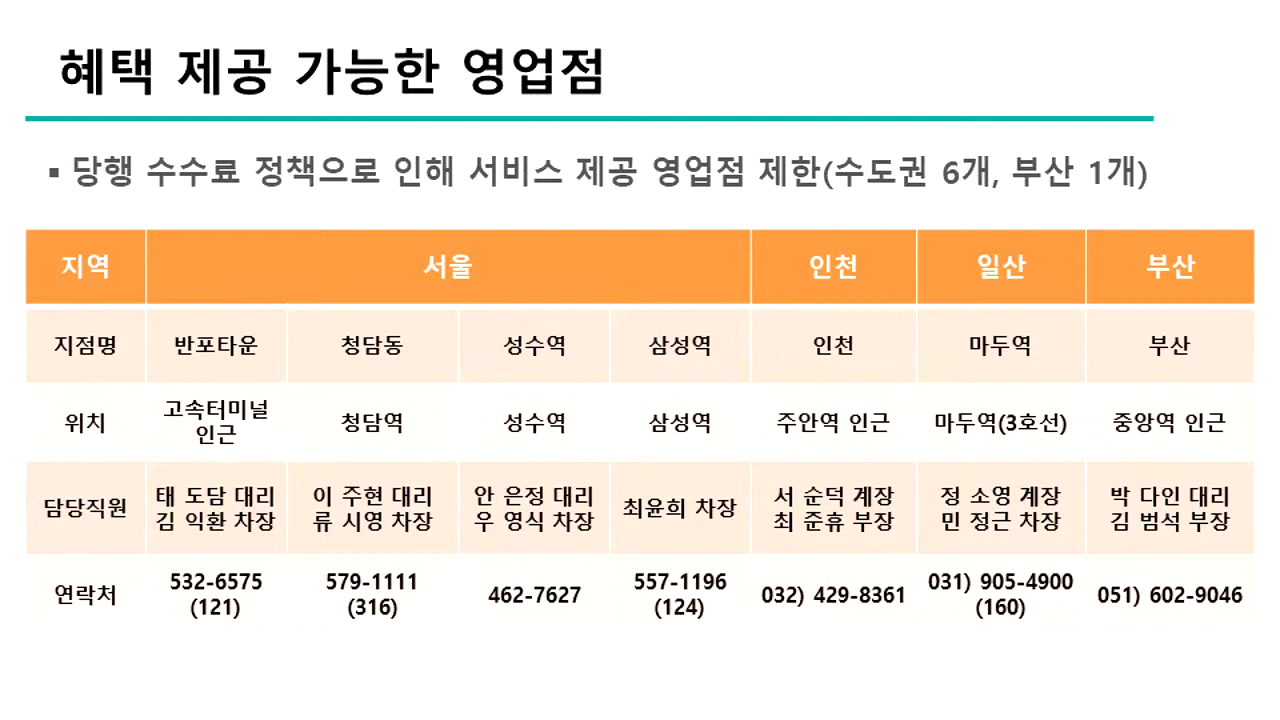 혜택 제공 가능한 영업점
▪ 당행 수수료 정책으로 인해 서비스 제공 영업점 제한(수도권 6개, 부산 1개)
지역 서울 인천 일산 부산
지점명 반포타운 청담동 성수역 삼성역 인천 마두역 부산
위치 고속터미널 인근 청담역 성수역 삼성역 주안역 인근 마두역(3호선) 중앙역 인근
담당직원 태 도담 대리 이 주현 대리 안 은정 대리 최윤희 차장 서 순덕 계장 정 소영 계장 박 다인 대리
김 익환 차장 류 시영 차장 우 영식 차장 최 준휴 부장 민 정근 차장 김 범석 부장
연락처 532-6575 579-1111 462-7627 557-1196 032) 429-8361 031) 905-4900 051) 602-9046
(121) (316) (124) (160)